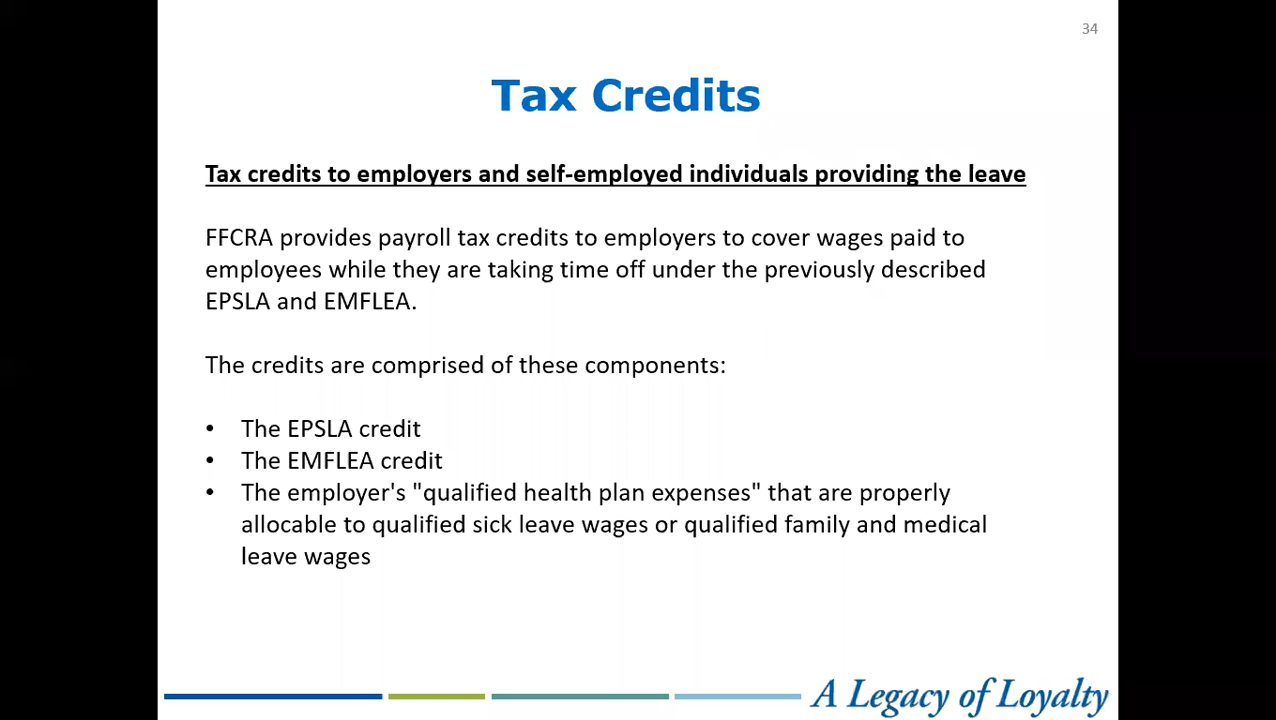 34
Tax Credits
Tax credits to employers and self-employed individuals providing the leave
FFCRA provides payroll tax credits to employers to cover wages paid to
employees while they are taking time off under the previously described
EPSLA and EMFLEA.
The credits are comprised of these components:
• The EPSLA credit
• The EMFLEA credit
• The employer's "qualified health plan expenses" that are properly
allocable to qualified sick leave wages or qualified family and medical
leave wages
A Legacy of Loyalty